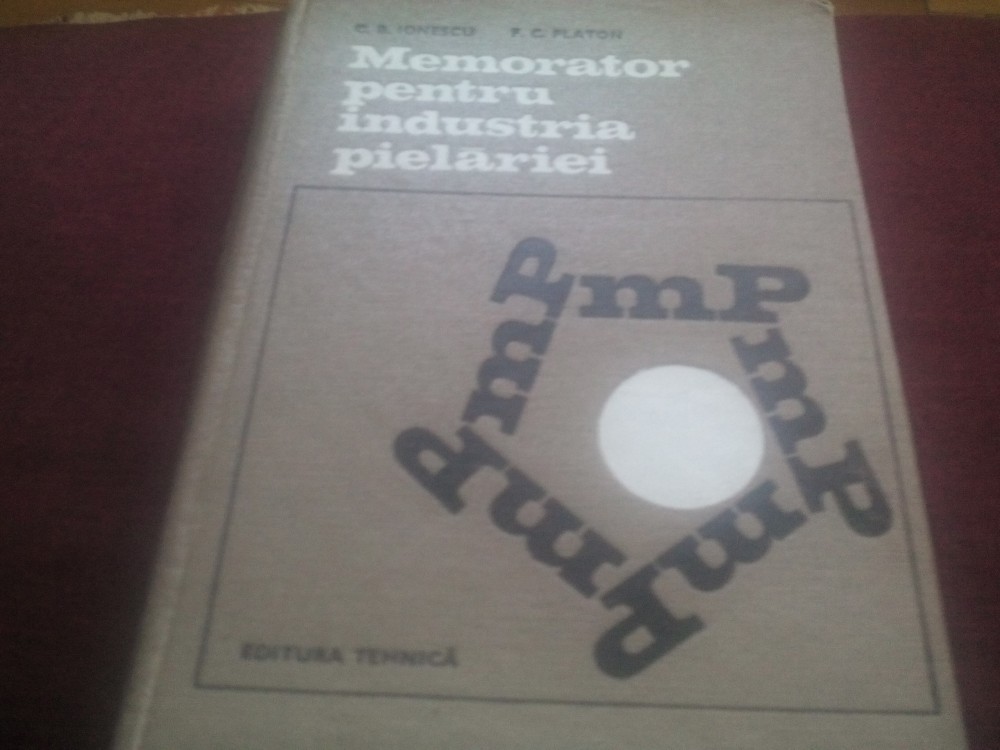 C. B. IONESCU F. C. PLATON
Memorator
pentru
industria
pielăriei
mP
mP
mP
mP
mP
EDITURA TEHNICĂ